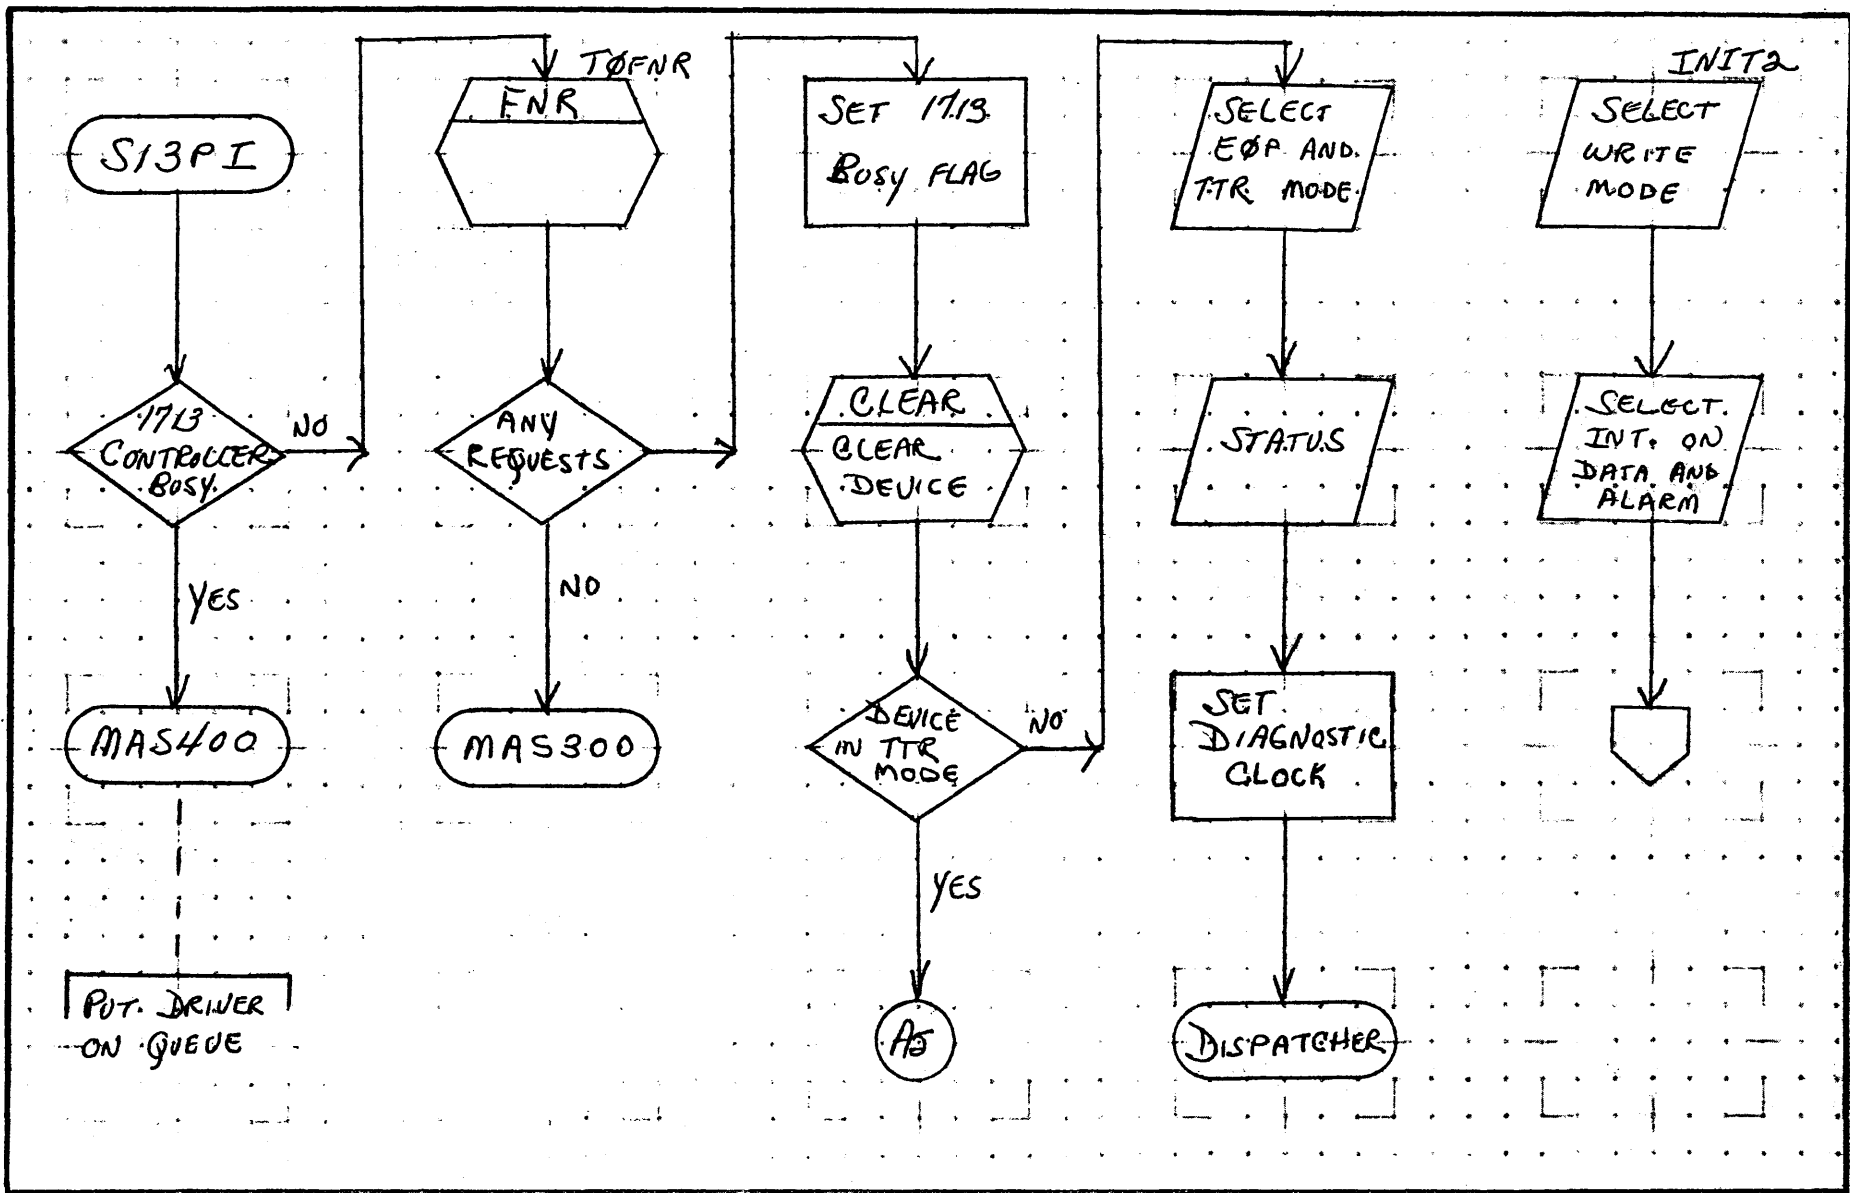 S13PI
1713
CONTROLLER
BUSY
NO
YES
MAS400
PUT DRIVER
ON QUEUE
TØFNR
FNR
ANY
REQUESTS
NO
MAS300
SET 1713
BUSY FLAG
CLEAR
CLEAR
DEVICE
DEVICE
IN TTR
MODE
NO
YES
SELECT
EØP AND
TTR MODE
STATUS
SET
DIAGNOSTIC
CLOCK
DISPATCHER
INIT2
SELECT
WRITE
MODE
SELECT
INT. ON
DATA AND
ALARM